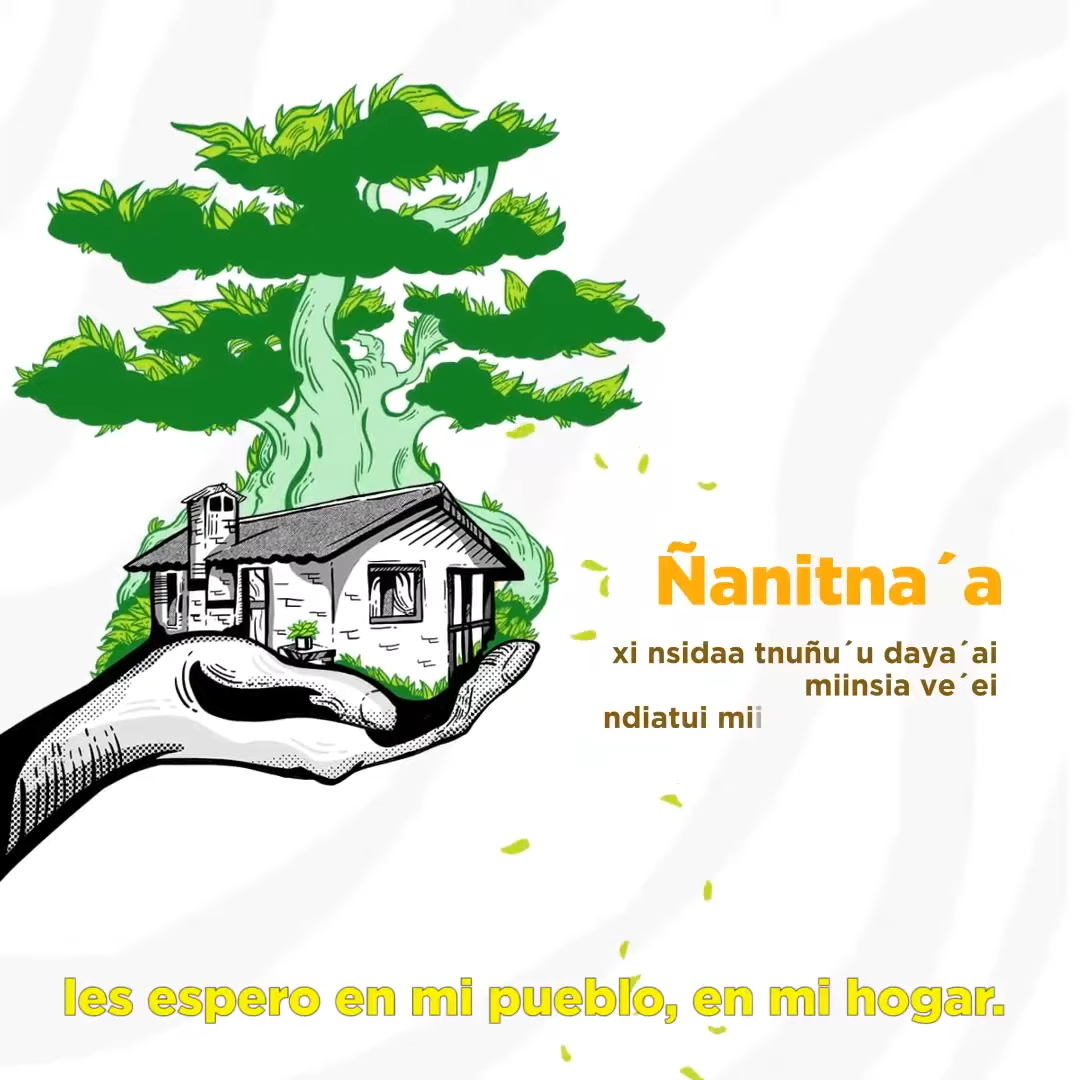 Ñanitna´a
xi nsidaa tnuñu´u daya´ai
miinsia ve´ei
ndiatui mii
les espero en mi pueblo, en mi hogar.